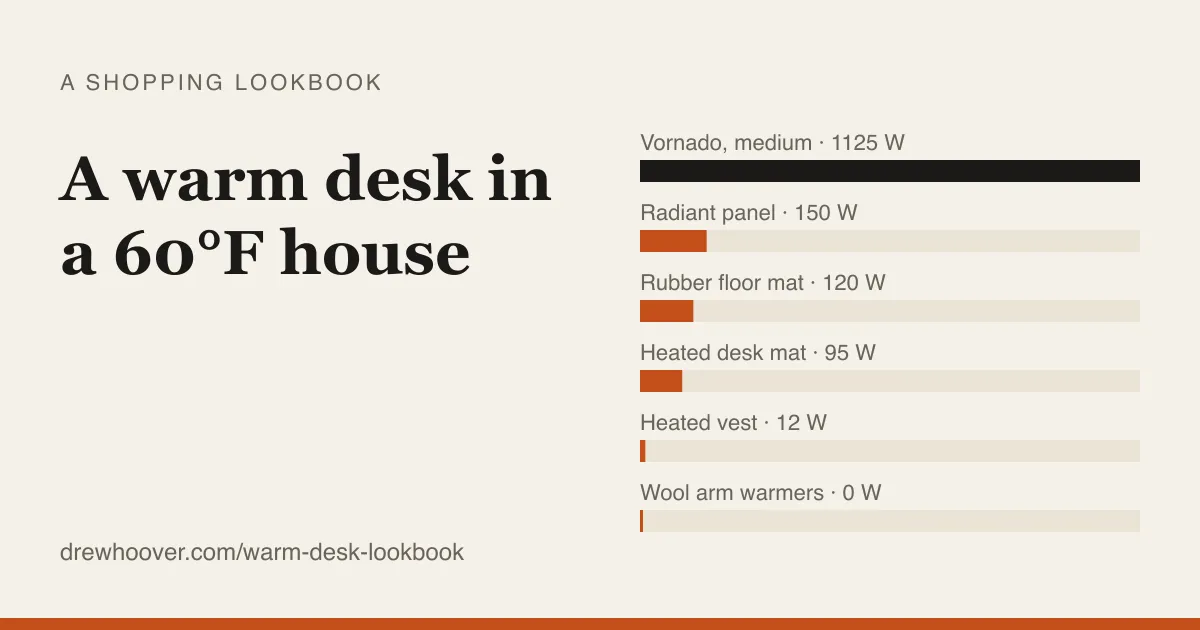 A SHOPPING LOOKBOOK
A warm desk in
a 60°F house
drewhoover.com/warm-desk-lookbook
Vornado, medium · 1125 W
Radiant panel · 150 W
Rubber floor mat · 120 W
Heated desk mat · 95 W
Heated vest · 12 W
Wool arm warmers · 0 W